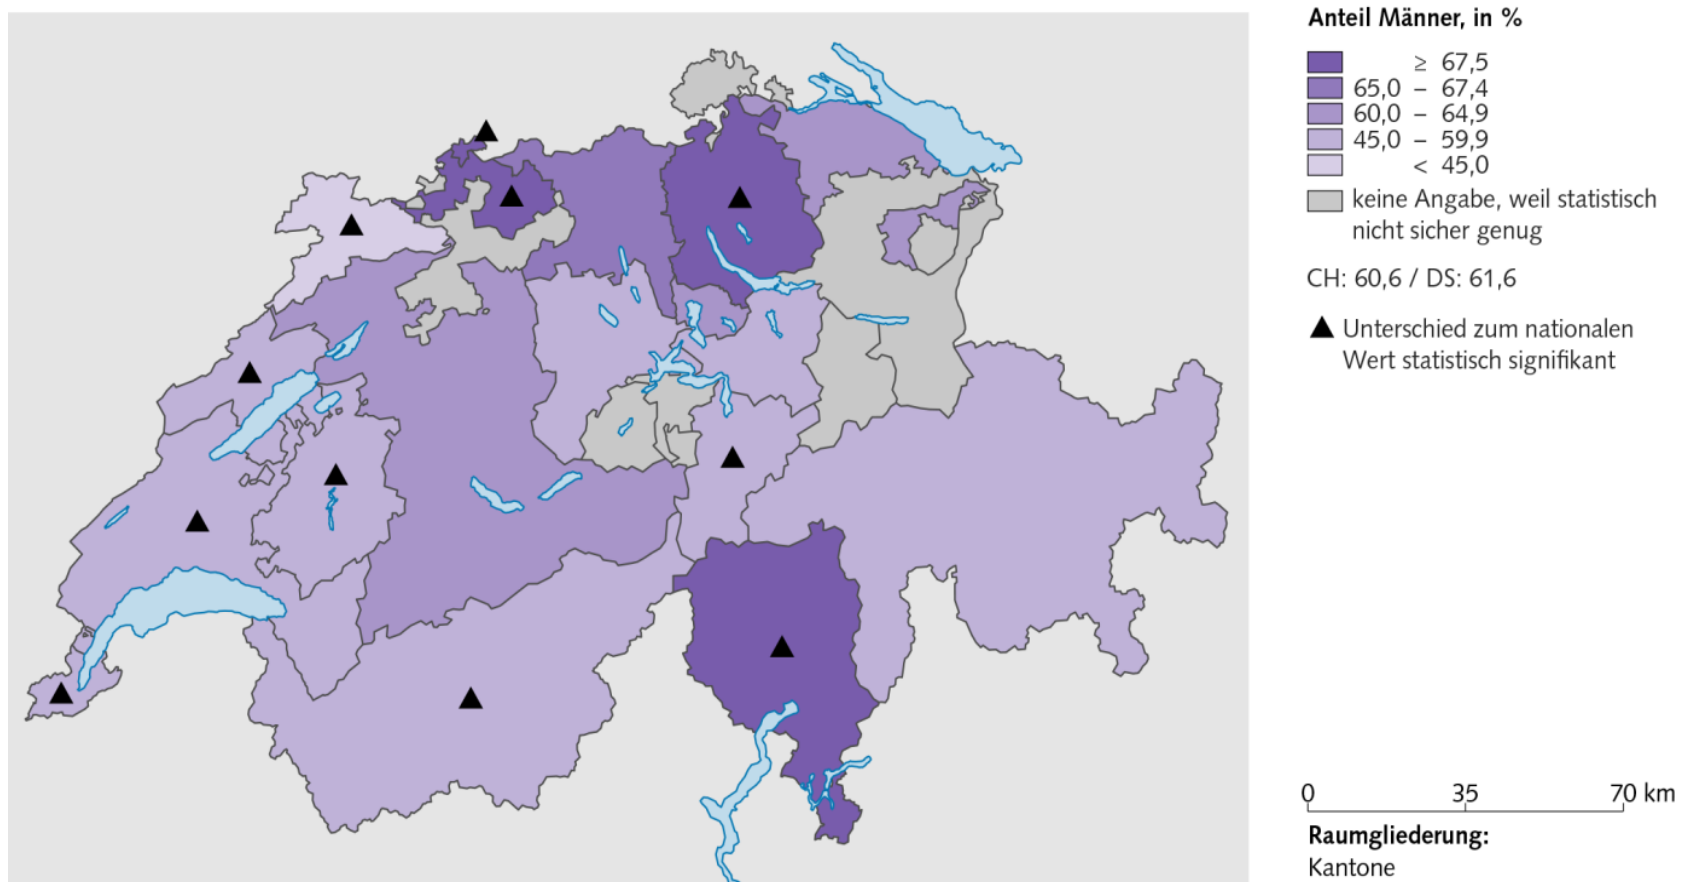 Anteil Männer, in %
≥ 67,5
65,0 – 67,4
60,0 – 64,9
45,0 – 59,9
< 45,0
keine Angabe, weil statistisch
nicht sicher genug
CH: 60,6 / DS: 61,6
Unterschied zum nationalen
Wert statistisch signifikant
0 35 70 km
Raumgliederung:
Kantone